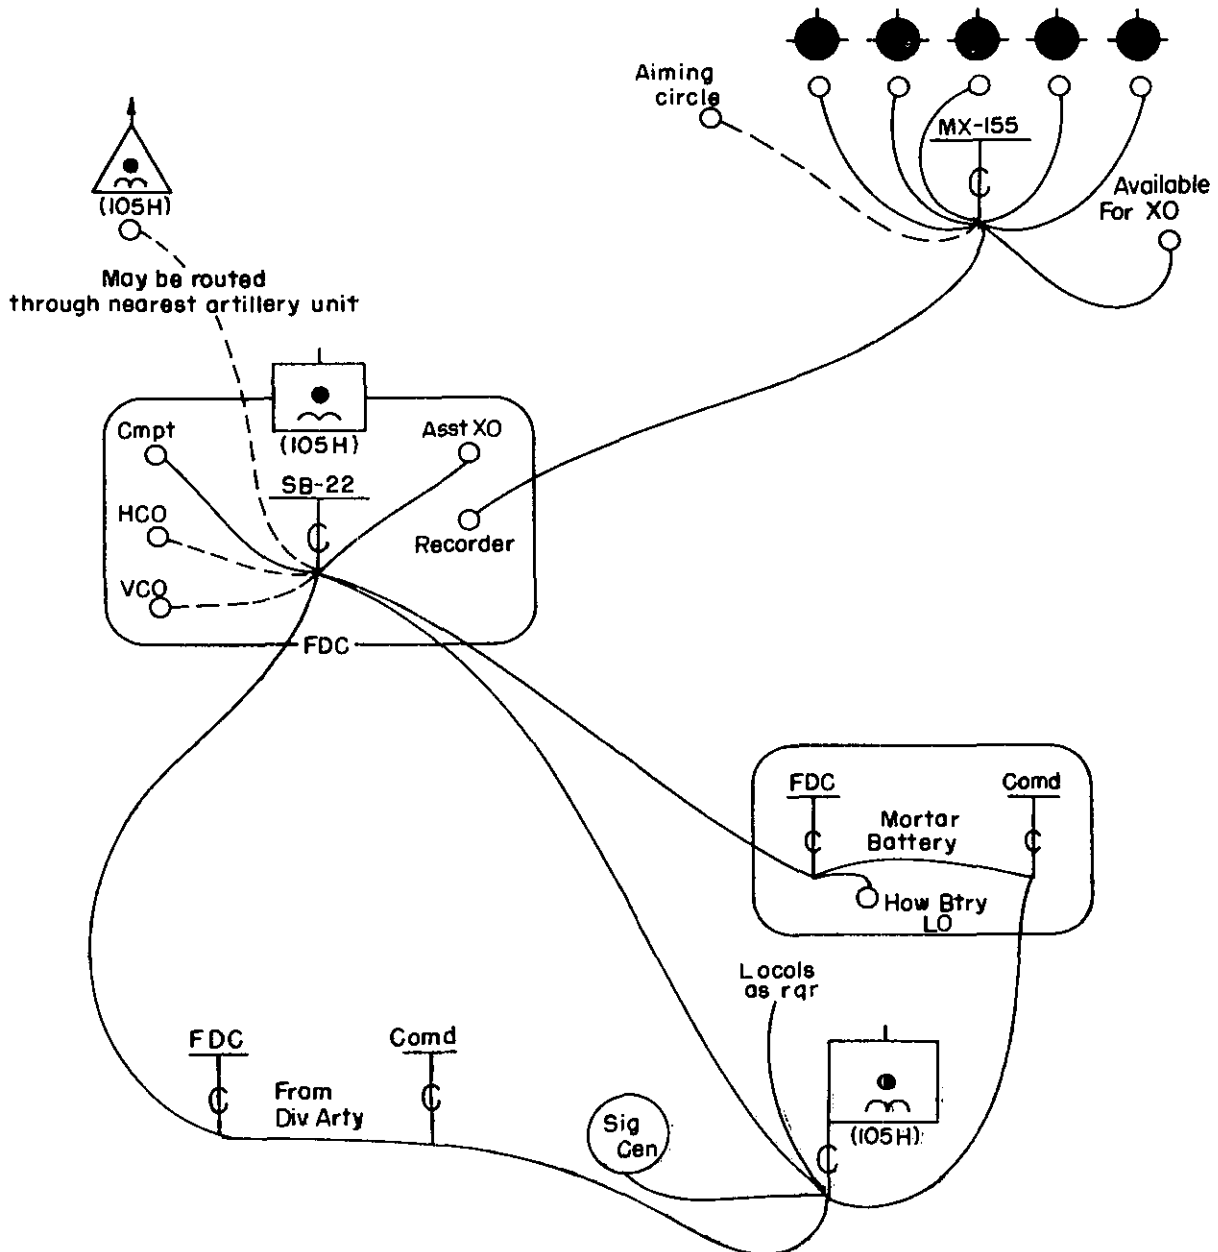 Aiming
circle
MX-155
Available
For XO
(105H)
May be routed
through nearest artillery unit
(105H)
Cmpt
Asst XO
SB-22
HCO
Recorder
VCO
FDC
FDC
Comd
Mortar
Battery
How Btry
LO
Locols
as rqr
FDC
Comd
From
Div Arty
Sig
Cen
(105H)